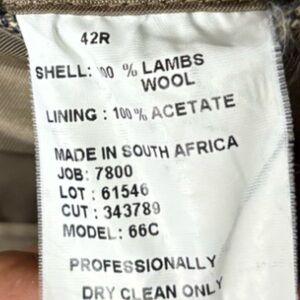 42R
SHELL: 00 % LAMBS
WOOL
LINING : 100% ACETATE
MADE IN SOUTH AFRICA
JOB: 7800
LOT : 61546
CUT : 343789
MODEL: 66C
PROFESSIONALLY
DRY CLEAN ONLY